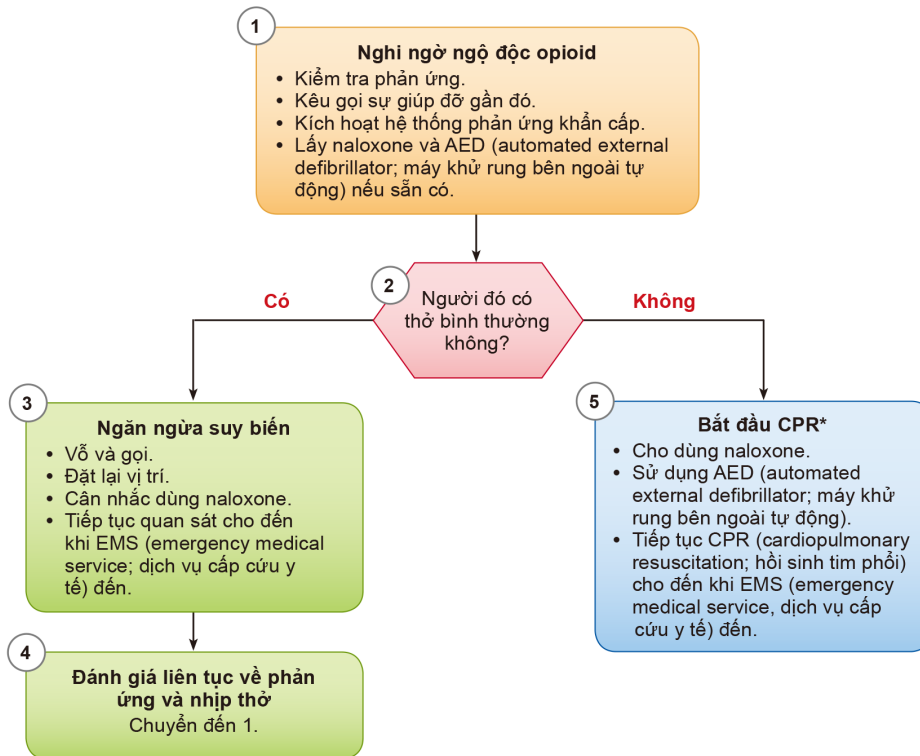 1
Nghi ngờ ngộ độc opioid
• Kiểm tra phản ứng.
• Kêu gọi sự giúp đỡ gần đó.
• Kích hoạt hệ thống phản ứng khẩn cấp.
• Lấy naloxone và AED (automated external
defibrillator; máy khử rung bên ngoài tự
động) nếu sẵn có.
2
Người đó có
thở bình thường
không?
Có
Không
3
Ngăn ngừa suy biến
• Vỗ và gọi.
• Đặt lại vị trí.
• Cân nhắc dùng naloxone.
• Tiếp tục quan sát cho đến
khi EMS (emergency medical
service; dịch vụ cấp cứu y
tế) đến.
4
Đánh giá liên tục về phản
ứng và nhịp thở
Chuyển đến 1.
5
Bắt đầu CPR*
• Cho dùng naloxone.
• Sử dụng AED (automated
external defibrillator; máy khử
rung bên ngoài tự động).
• Tiếp tục CPR (cardiopulmonary
resuscitation; hồi sinh tim phổi)
cho đến khi EMS (emergency
medical service, dịch vụ cấp
cứu y tế) đến.